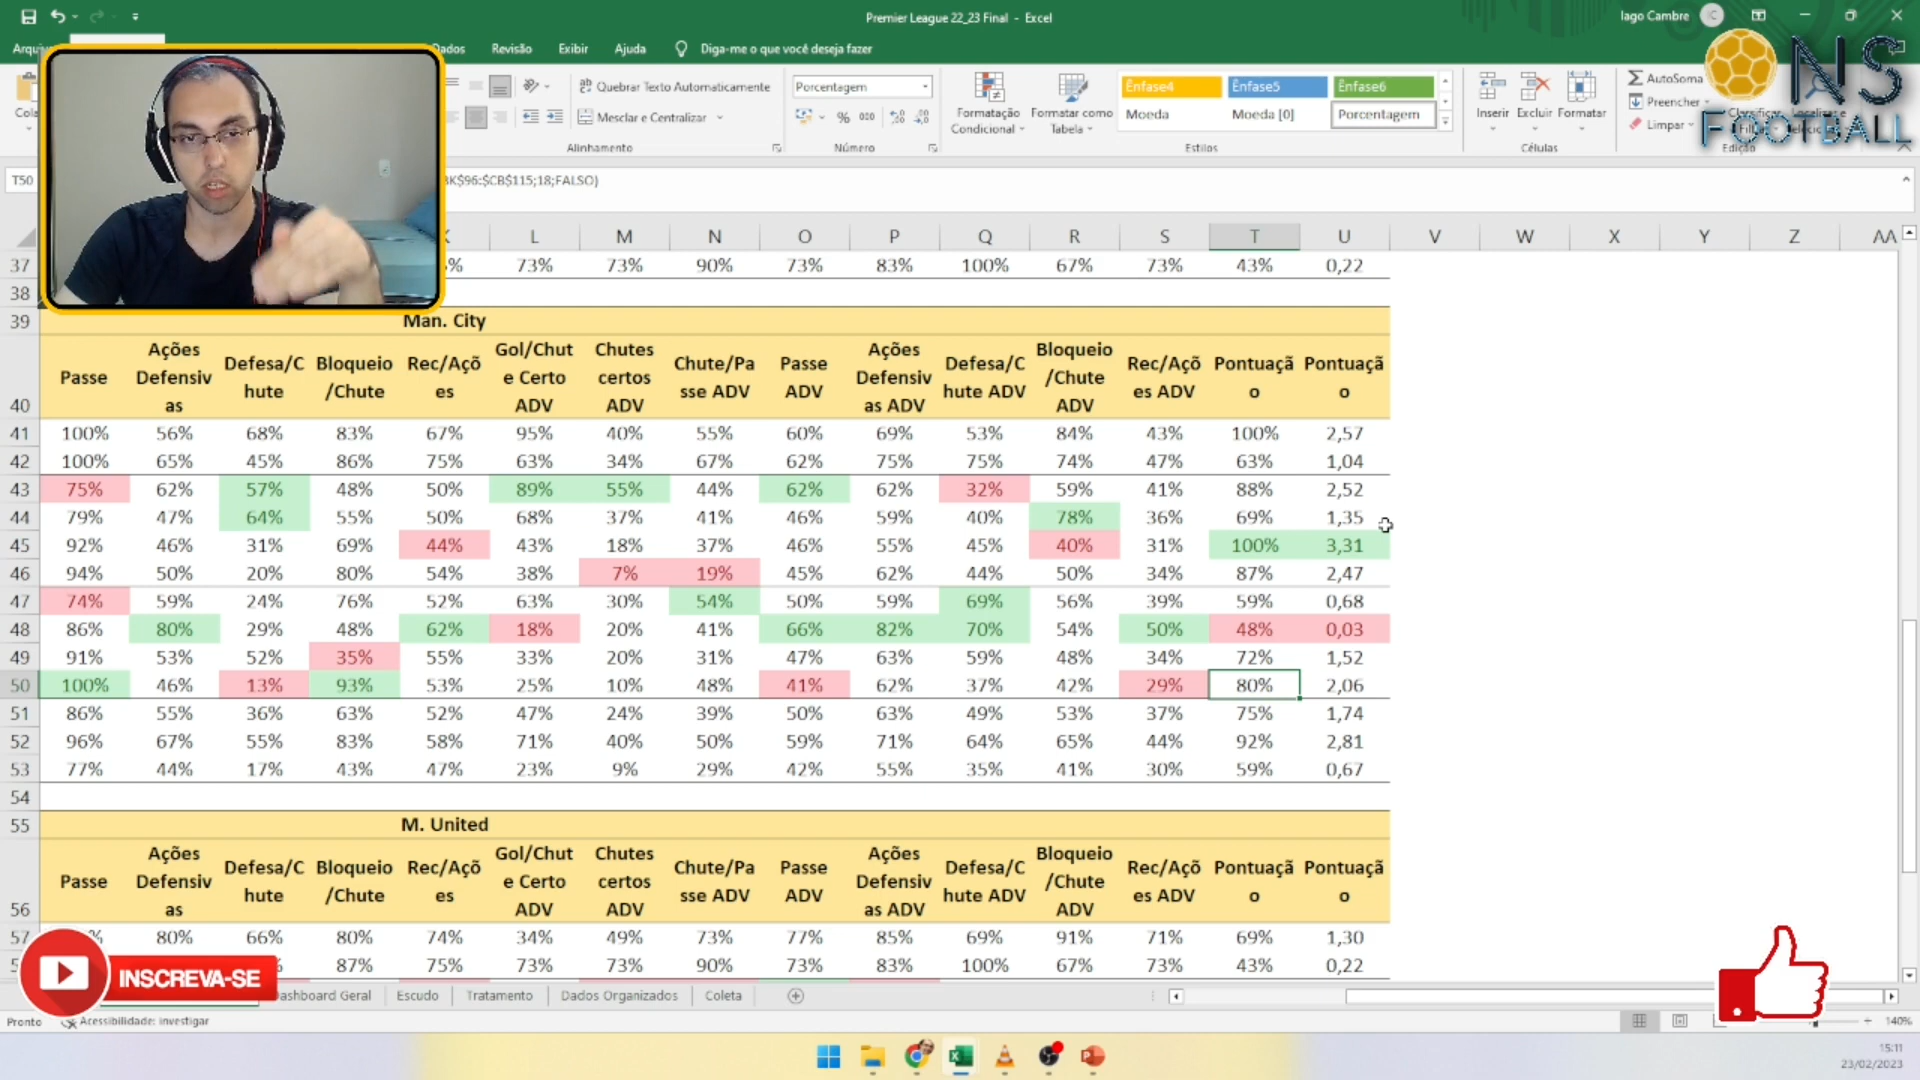 Premier League 22_23 Final - Excel
Iago Cambre
Dados Revisão Exibir Ajuda Diga-me o que você deseja fazer
Quebrar Texto Automaticamente
Mesclar e Centralizar
Alinhamento
Porcentagem
% 000
Número
Formatação Condicional
Formatar como Tabela
Ênfase4 Ênfase5 Ênfase6
Moeda Moeda [0] Porcentagem
Estilos
Inserir Excluir Formatar
Células
AutoSoma
Preencher
Limpar
Edição
NS
FOOTBALL
T50
K$96:$CB$115;18;FALSO)
L M N O P Q R S T U V W X Y Z AA
37 73% 73% 90% 73% 83% 100% 67% 73% 43% 0,22
38
39 Man. City
40 Passe Ações Defensivas Defesa/Chute Bloqueio/Chute Rec/Ações Gol/Chute Certo ADV Chutes certos ADV Chute/Passe ADV Passe ADV Ações Defensivas ADV Defesa/Chute ADV Bloqueio/Chute ADV Rec/Ações ADV Pontuação Pontuação
41 100% 56% 68% 83% 67% 95% 40% 55% 60% 69% 53% 84% 43% 100% 2,57
42 100% 65% 45% 86% 75% 63% 34% 67% 62% 75% 75% 74% 47% 63% 1,04
43 75% 62% 57% 48% 50% 89% 55% 44% 62% 62% 32% 59% 41% 88% 2,52
44 79% 47% 64% 55% 50% 68% 37% 41% 46% 59% 40% 78% 36% 69% 1,35
45 92% 46% 31% 69% 44% 43% 18% 37% 46% 55% 45% 40% 31% 100% 3,31
46 94% 50% 20% 80% 54% 38% 7% 19% 45% 62% 44% 50% 34% 87% 2,47
47 74% 59% 24% 76% 52% 63% 30% 54% 50% 59% 69% 56% 39% 59% 0,68
48 86% 80% 29% 48% 62% 18% 20% 41% 66% 82% 70% 54% 50% 48% 0,03
49 91% 53% 52% 35% 55% 33% 20% 31% 47% 63% 59% 48% 34% 72% 1,52
50 100% 46% 13% 93% 53% 25% 10% 48% 41% 62% 37% 42% 29% 80% 2,06
51 86% 55% 36% 63% 52% 47% 24% 39% 50% 63% 49% 53% 37% 75% 1,74
52 96% 67% 55% 83% 58% 71% 40% 50% 59% 71% 64% 65% 44% 92% 2,81
53 77% 44% 17% 43% 47% 23% 9% 29% 42% 55% 35% 41% 30% 59% 0,67
54
55 M. United
56 Passe Ações Defensivas Defesa/Chute Bloqueio/Chute Rec/Ações Gol/Chute Certo ADV Chutes certos ADV Chute/Passe ADV Passe ADV Ações Defensivas ADV Defesa/Chute ADV Bloqueio/Chute ADV Rec/Ações ADV Pontuação Pontuação
57 80% 66% 80% 74% 34% 49% 73% 77% 85% 69% 91% 71% 69% 1,30
87% 75% 73% 73% 90% 73% 83% 100% 67% 73% 43% 0,22
INSCREVA-SE
Dashboard Geral Escudo Tratamento Dados Organizados Coleta
Pronto Acessibilidade: investigar
140%
15:11
23/02/2023